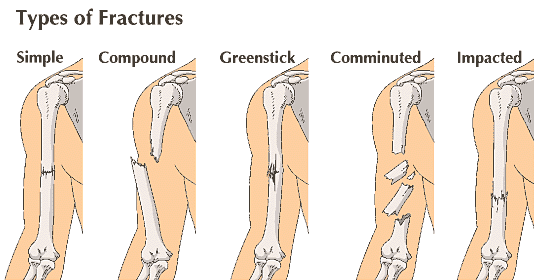 Types of Fractures
Simple Compound Greenstick Comminuted Impacted